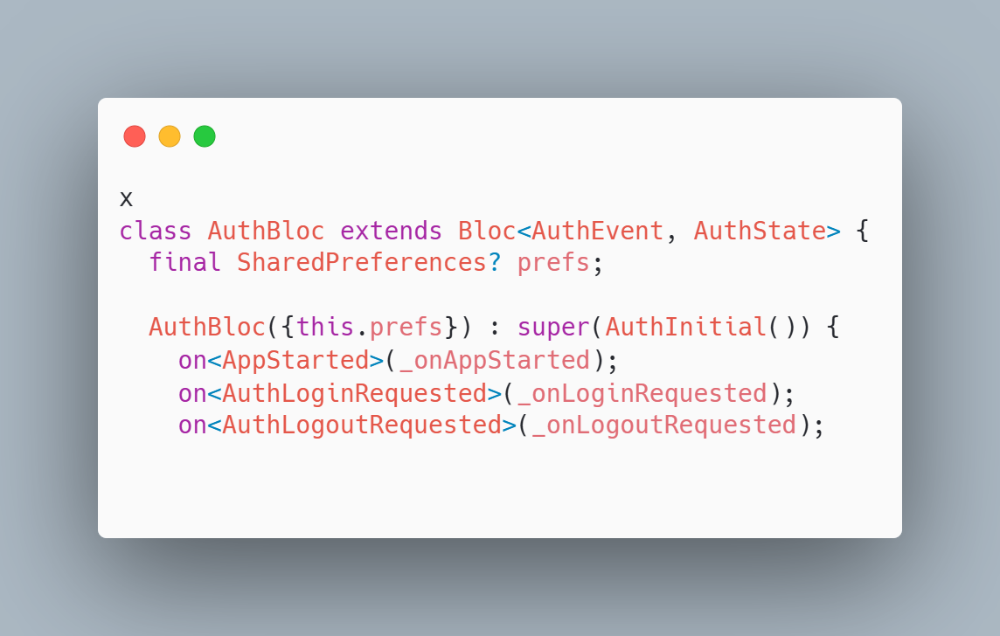 x
class AuthBloc extends Bloc<AuthEvent, AuthState> {
  final SharedPreferences? prefs;

  AuthBloc({this.prefs}) : super(AuthInitial()) {
    on<AppStarted>(_onAppStarted);
    on<AuthLoginRequested>(_onLoginRequested);
    on<AuthLogoutRequested>(_onLogoutRequested);